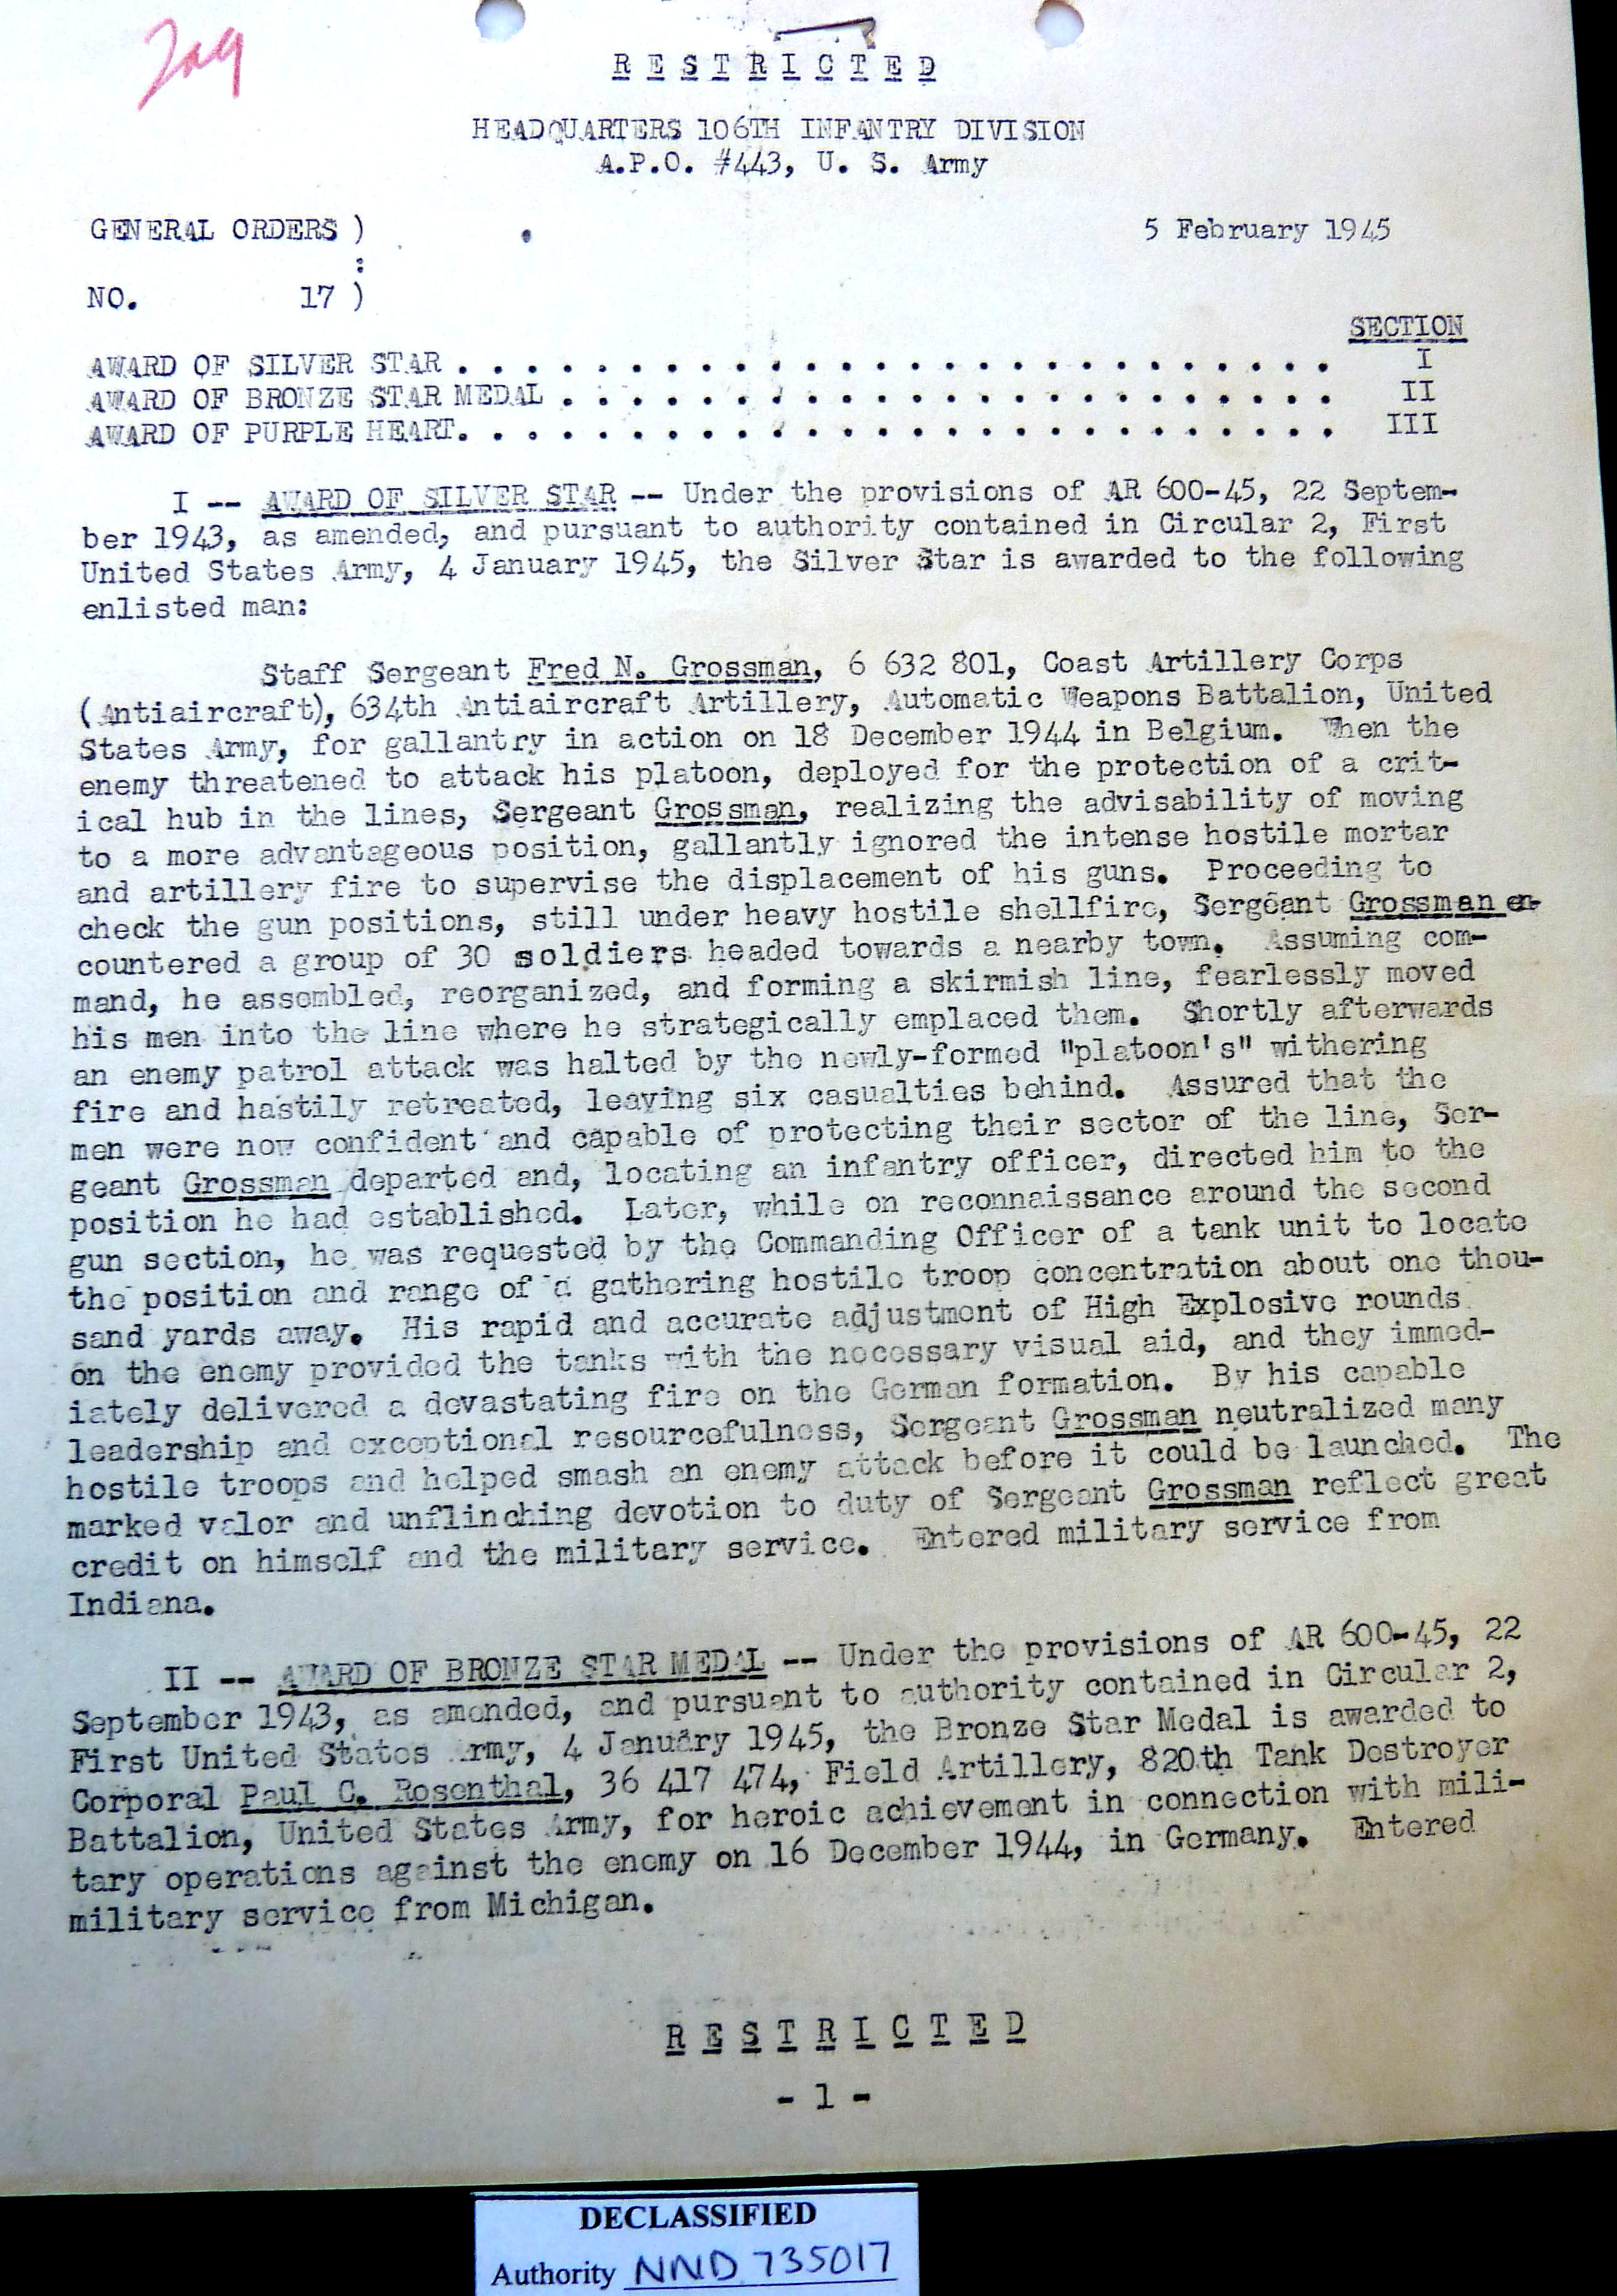 209
R E S T R I C T E D
HEADQUARTERS 106TH INFANTRY DIVISION
A.P.O. #443, U. S. Army
GENERAL ORDERS )
5 February 1945
:
NO. 17 )
SECTION
AWARD OF SILVER STAR . . . . . . . . . . . . . . . . . . . . . . . . . . I
AWARD OF BRONZE STAR MEDAL . . . . . . . . . . . . . . . . . . . . . . . II
AWARD OF PURPLE HEART. . . . . . . . . . . . . . . . . . . . . . . . . . III
I -- AWARD OF SILVER STAR -- Under the provisions of AR 600-45, 22 Septem-
ber 1943, as amended, and pursuant to authority contained in Circular 2, First
United States Army, 4 January 1945, the Silver Star is awarded to the following
enlisted man:
Staff Sergeant Fred N. Grossman, 6 632 801, Coast Artillery Corps
(Antiaircraft), 634th Antiaircraft Artillery, Automatic Weapons Battalion, United
States Army, for gallantry in action on 18 December 1944 in Belgium. When the
enemy threatened to attack his platoon, deployed for the protection of a crit-
ical hub in the lines, Sergeant Grossman, realizing the advisability of moving
to a more advantageous position, gallantly ignored the intense hostile mortar
and artillery fire to supervise the displacement of his guns. Proceeding to
check the gun positions, still under heavy hostile shellfire, Sergeant Grossman en-
countered a group of 30 soldiers headed towards a nearby town. Assuming com-
mand, he assembled, reorganized, and forming a skirmish line, fearlessly moved
his men into the line where he strategically emplaced them. Shortly afterwards
an enemy patrol attack was halted by the newly-formed "platoon's" withering
fire and hastily retreated, leaving six casualties behind. Assured that the
men were now confident and capable of protecting their sector of the line, Ser-
geant Grossman departed and, locating an infantry officer, directed him to the
position he had established. Later, while on reconnaissance around the second
gun section, he was requested by the Commanding Officer of a tank unit to locate
the position and range of a gathering hostile troop concentration about one thou-
sand yards away. His rapid and accurate adjustment of High Explosive rounds
on the enemy provided the tanks with the necessary visual aid, and they immed-
iately delivered a devastating fire on the German formation. By his capable
leadership and exceptional resourcefulness, Sergeant Grossman neutralized many
hostile troops and helped smash an enemy attack before it could be launched. The
marked valor and unflinching devotion to duty of Sergeant Grossman reflect great
credit on himself and the military service. Entered military service from
Indiana.
II -- AWARD OF BRONZE STAR MEDAL -- Under the provisions of AR 600-45, 22
September 1943, as amended, and pursuant to authority contained in Circular 2,
First United States Army, 4 January 1945, the Bronze Star Medal is awarded to
Corporal Paul C. Rosenthal, 36 417 474, Field Artillery, 820th Tank Destroyer
Battalion, United States Army, for heroic achievement in connection with mili-
tary operations against the enemy on 16 December 1944, in Germany. Entered
military service from Michigan.
R E S T R I C T E D
- 1 -
DECLASSIFIED
Authority NND 735017